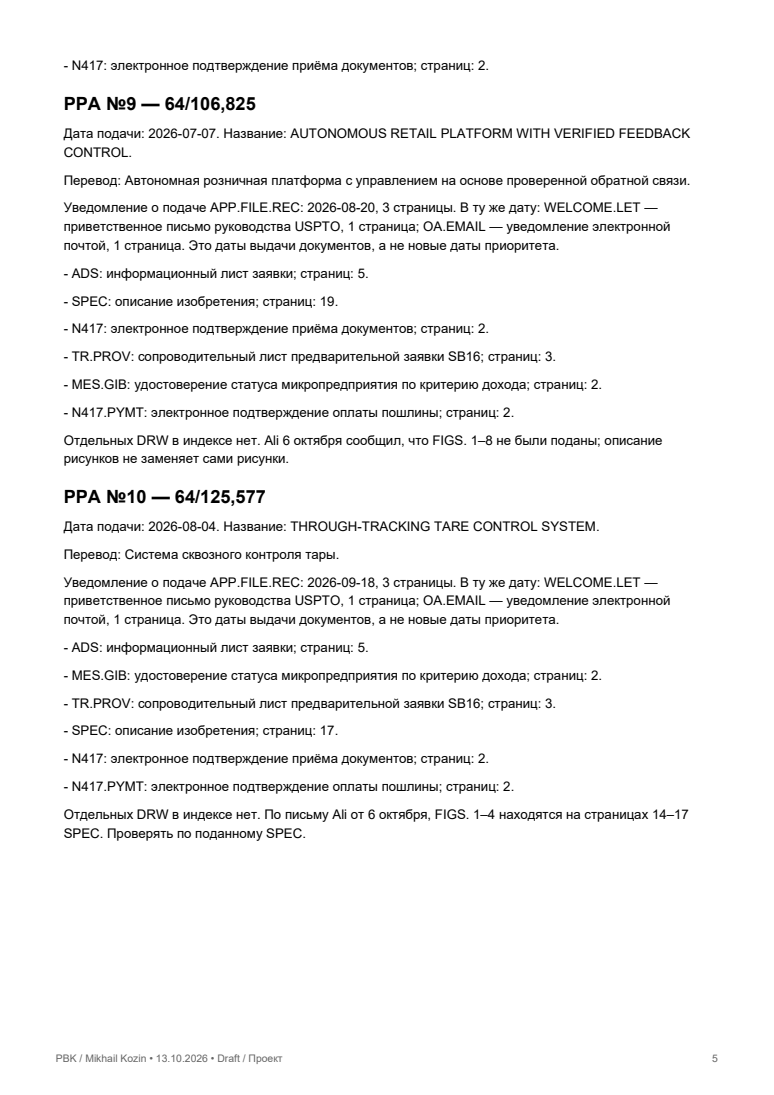 - N417: электронное подтверждение приёма документов; страниц: 2.
PPA №9 — 64/106,825
Дата подачи: 2026-07-07. Название: AUTONOMOUS RETAIL PLATFORM WITH VERIFIED FEEDBACK
CONTROL.
Перевод: Автономная розничная платформа с управлением на основе проверенной обратной связи.
Уведомление о подаче APP.FILE.REC: 2026-08-20, 3 страницы. В ту же дату: WELCOME.LET —
приветственное письмо руководства USPTO, 1 страница; OA.EMAIL — уведомление электронной
почтой, 1 страница. Это даты выдачи документов, а не новые даты приоритета.
- ADS: информационный лист заявки; страниц: 5.
- SPEC: описание изобретения; страниц: 19.
- N417: электронное подтверждение приёма документов; страниц: 2.
- TR.PROV: сопроводительный лист предварительной заявки SB16; страниц: 3.
- MES.GIB: удостоверение статуса микропредприятия по критерию дохода; страниц: 2.
- N417.PYMT: электронное подтверждение оплаты пошлины; страниц: 2.
Отдельных DRW в индексе нет. Ali 6 октября сообщил, что FIGS. 1–8 не были поданы; описание
рисунков не заменяет сами рисунки.
PPA №10 — 64/125,577
Дата подачи: 2026-08-04. Название: THROUGH-TRACKING TARE CONTROL SYSTEM.
Перевод: Система сквозного контроля тары.
Уведомление о подаче APP.FILE.REC: 2026-09-18, 3 страницы. В ту же дату: WELCOME.LET —
приветственное письмо руководства USPTO, 1 страница; OA.EMAIL — уведомление электронной
почтой, 1 страница. Это даты выдачи документов, а не новые даты приоритета.
- ADS: информационный лист заявки; страниц: 5.
- MES.GIB: удостоверение статуса микропредприятия по критерию дохода; страниц: 2.
- TR.PROV: сопроводительный лист предварительной заявки SB16; страниц: 3.
- SPEC: описание изобретения; страниц: 17.
- N417: электронное подтверждение приёма документов; страниц: 2.
- N417.PYMT: электронное подтверждение оплаты пошлины; страниц: 2.
Отдельных DRW в индексе нет. По письму Ali от 6 октября, FIGS. 1–4 находятся на страницах 14–17
SPEC. Проверять по поданному SPEC.
PBK / Mikhail Kozin • 13.10.2026 • Draft / Проект
5